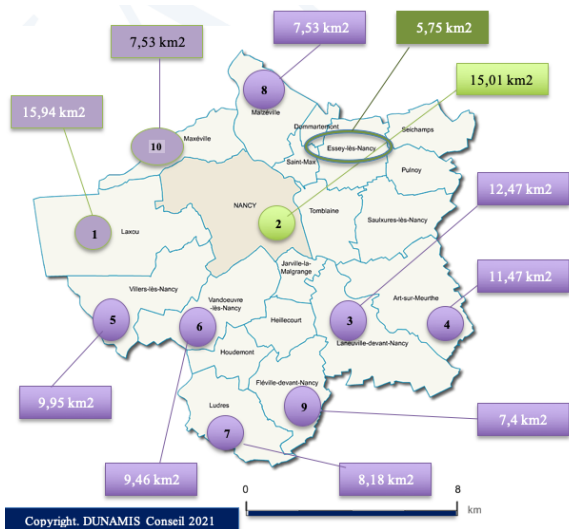 7,53 km2
5,75 km2
7,53 km2
15,01 km2
15,94 km2
8
Malzéville
Dommartemont
Seichamps
Maxéville
Essey-lès-Nancy
10
Saint-Max
Pulnoy
12,47 km2
NANCY
Tomblaine
Saulxures-lès-Nancy
1
Laxou
2
Jarville-la-
Malgrange
11,47 km2
Villers-lès-Nancy
Vandoeuvre
-lès-Nancy
Art-sur-Meurthe
5
6
Heillecourt
3
4
Houdemont
Laneuville-devant-Nancy
9,95 km2
Fléville-devant-Nancy
Ludres
9
7,4 km2
7
9,46 km2
8,18 km2
0
8
km
Copyright. DUNAMIS Conseil 2021